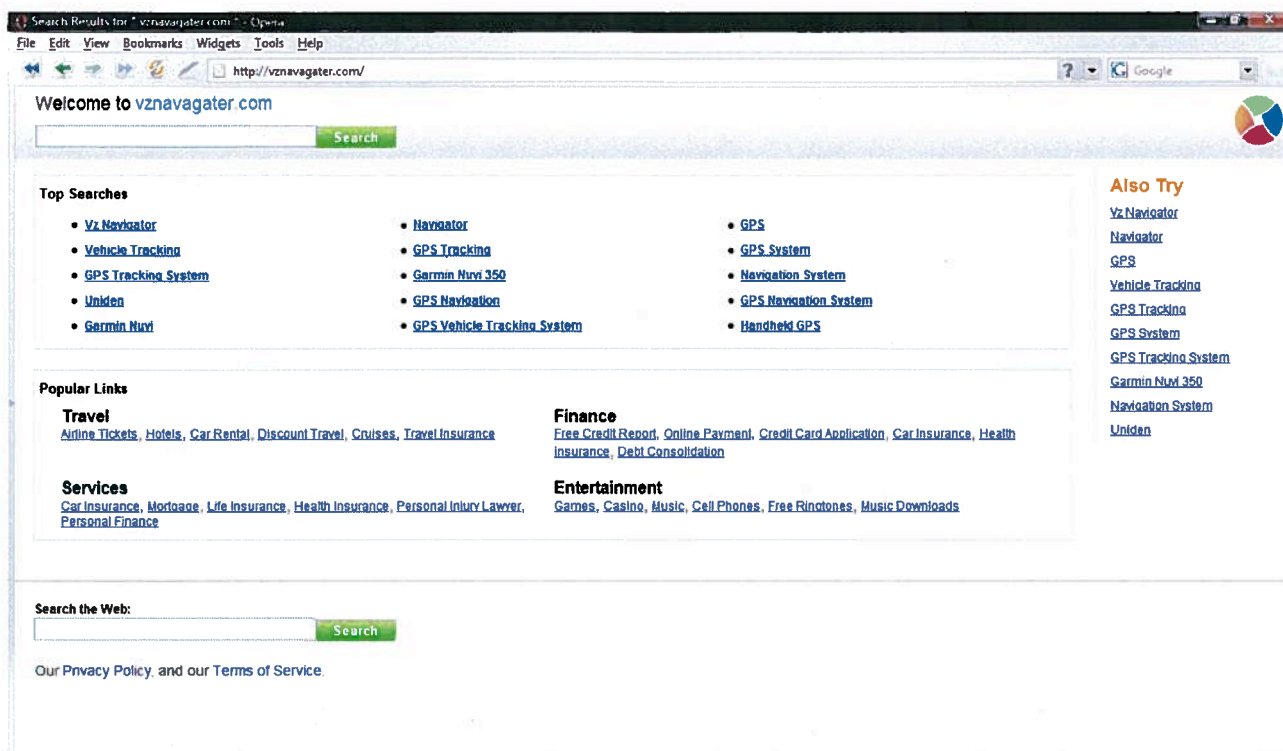 Search Results for " vznavagater.com " - Opera
File Edit View Bookmarks Widgets Tools Help
http://vznavagater.com/
? Google
Welcome to vznavagater.com
Search
Top Searches
Vz Navigator
Navigator
GPS
Vehicle Tracking
GPS Tracking
GPS System
GPS Tracking System
Garmin Nuvi 350
Navigation System
Uniden
GPS Navigation
GPS Navigation System
Garmin Nuvi
GPS Vehicle Tracking System
Handheld GPS
Also Try
Vz Navigator
Navigator
GPS
Vehicle Tracking
GPS Tracking
GPS System
GPS Tracking System
Garmin Nuvi 350
Navigation System
Uniden
Popular Links
Travel
Airline Tickets, Hotels, Car Rental, Discount Travel, Cruises, Travel Insurance
Finance
Free Credit Report, Online Payment, Credit Card Application, Car Insurance, Health
Insurance, Debt Consolidation
Services
Car Insurance, Mortgage, Life Insurance, Health Insurance, Personal Injury Lawyer,
Personal Finance
Entertainment
Games, Casino, Music, Cell Phones, Free Ringtones, Music Downloads
Search the Web:
Search
Our Privacy Policy, and our Terms of Service.